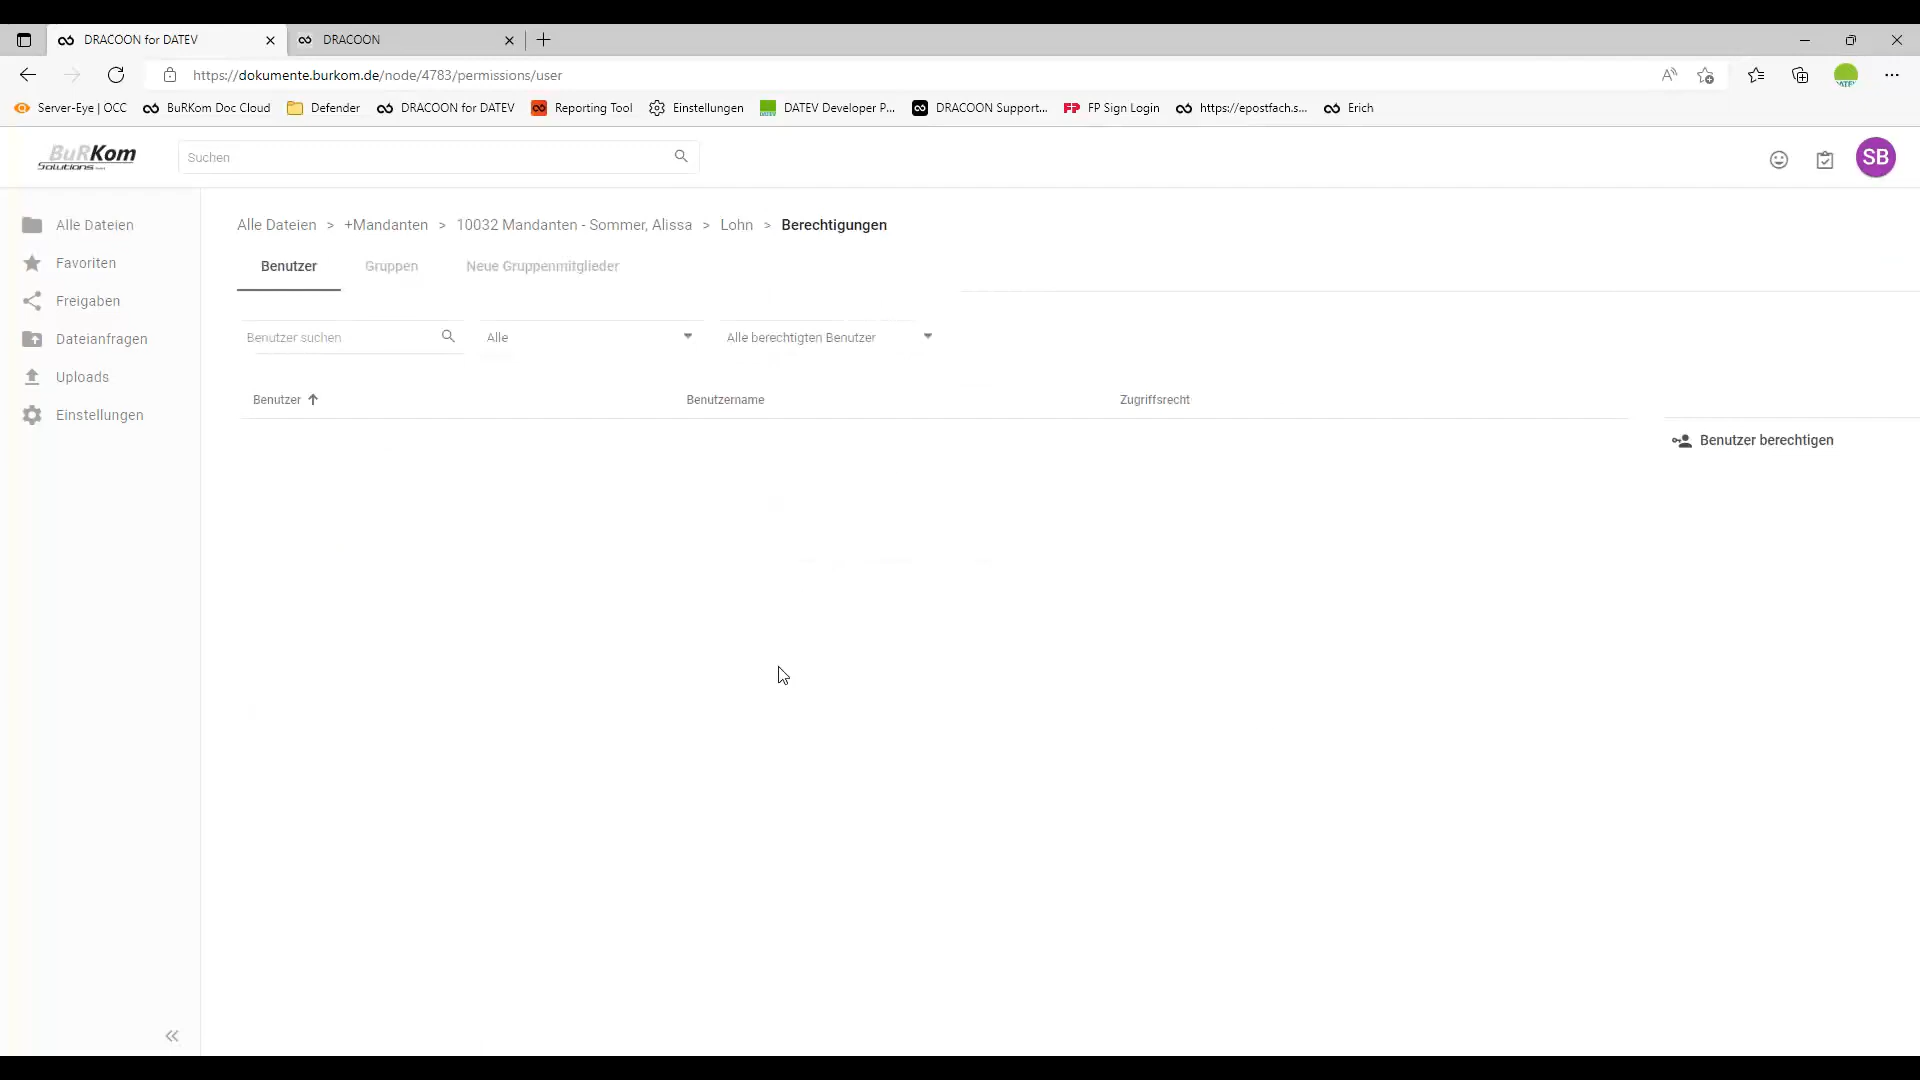 DRACOON for DATEV
DRACOON
https://dokumente.burkom.de/node/4783/permissions/user
Server-Eye | OCC
BuRKom Doc Cloud
Defender
DRACOON for DATEV
Reporting Tool
Einstellungen
DATEV Developer P...
DRACOON Support...
FP Sign Login
https://epostfach.s...
Erich
BuRKom
Solutions
Suchen
SB
Alle Dateien
Favoriten
Freigaben
Dateianfragen
Uploads
Einstellungen
Alle Dateien > +Mandanten > 10032 Mandanten - Sommer, Alissa > Lohn > Berechtigungen
Benutzer
Gruppen
Neue Gruppenmitglieder
Benutzer suchen
Alle
Alle berechtigten Benutzer
Benutzer
Benutzername
Zugriffsrecht
Benutzer berechtigen